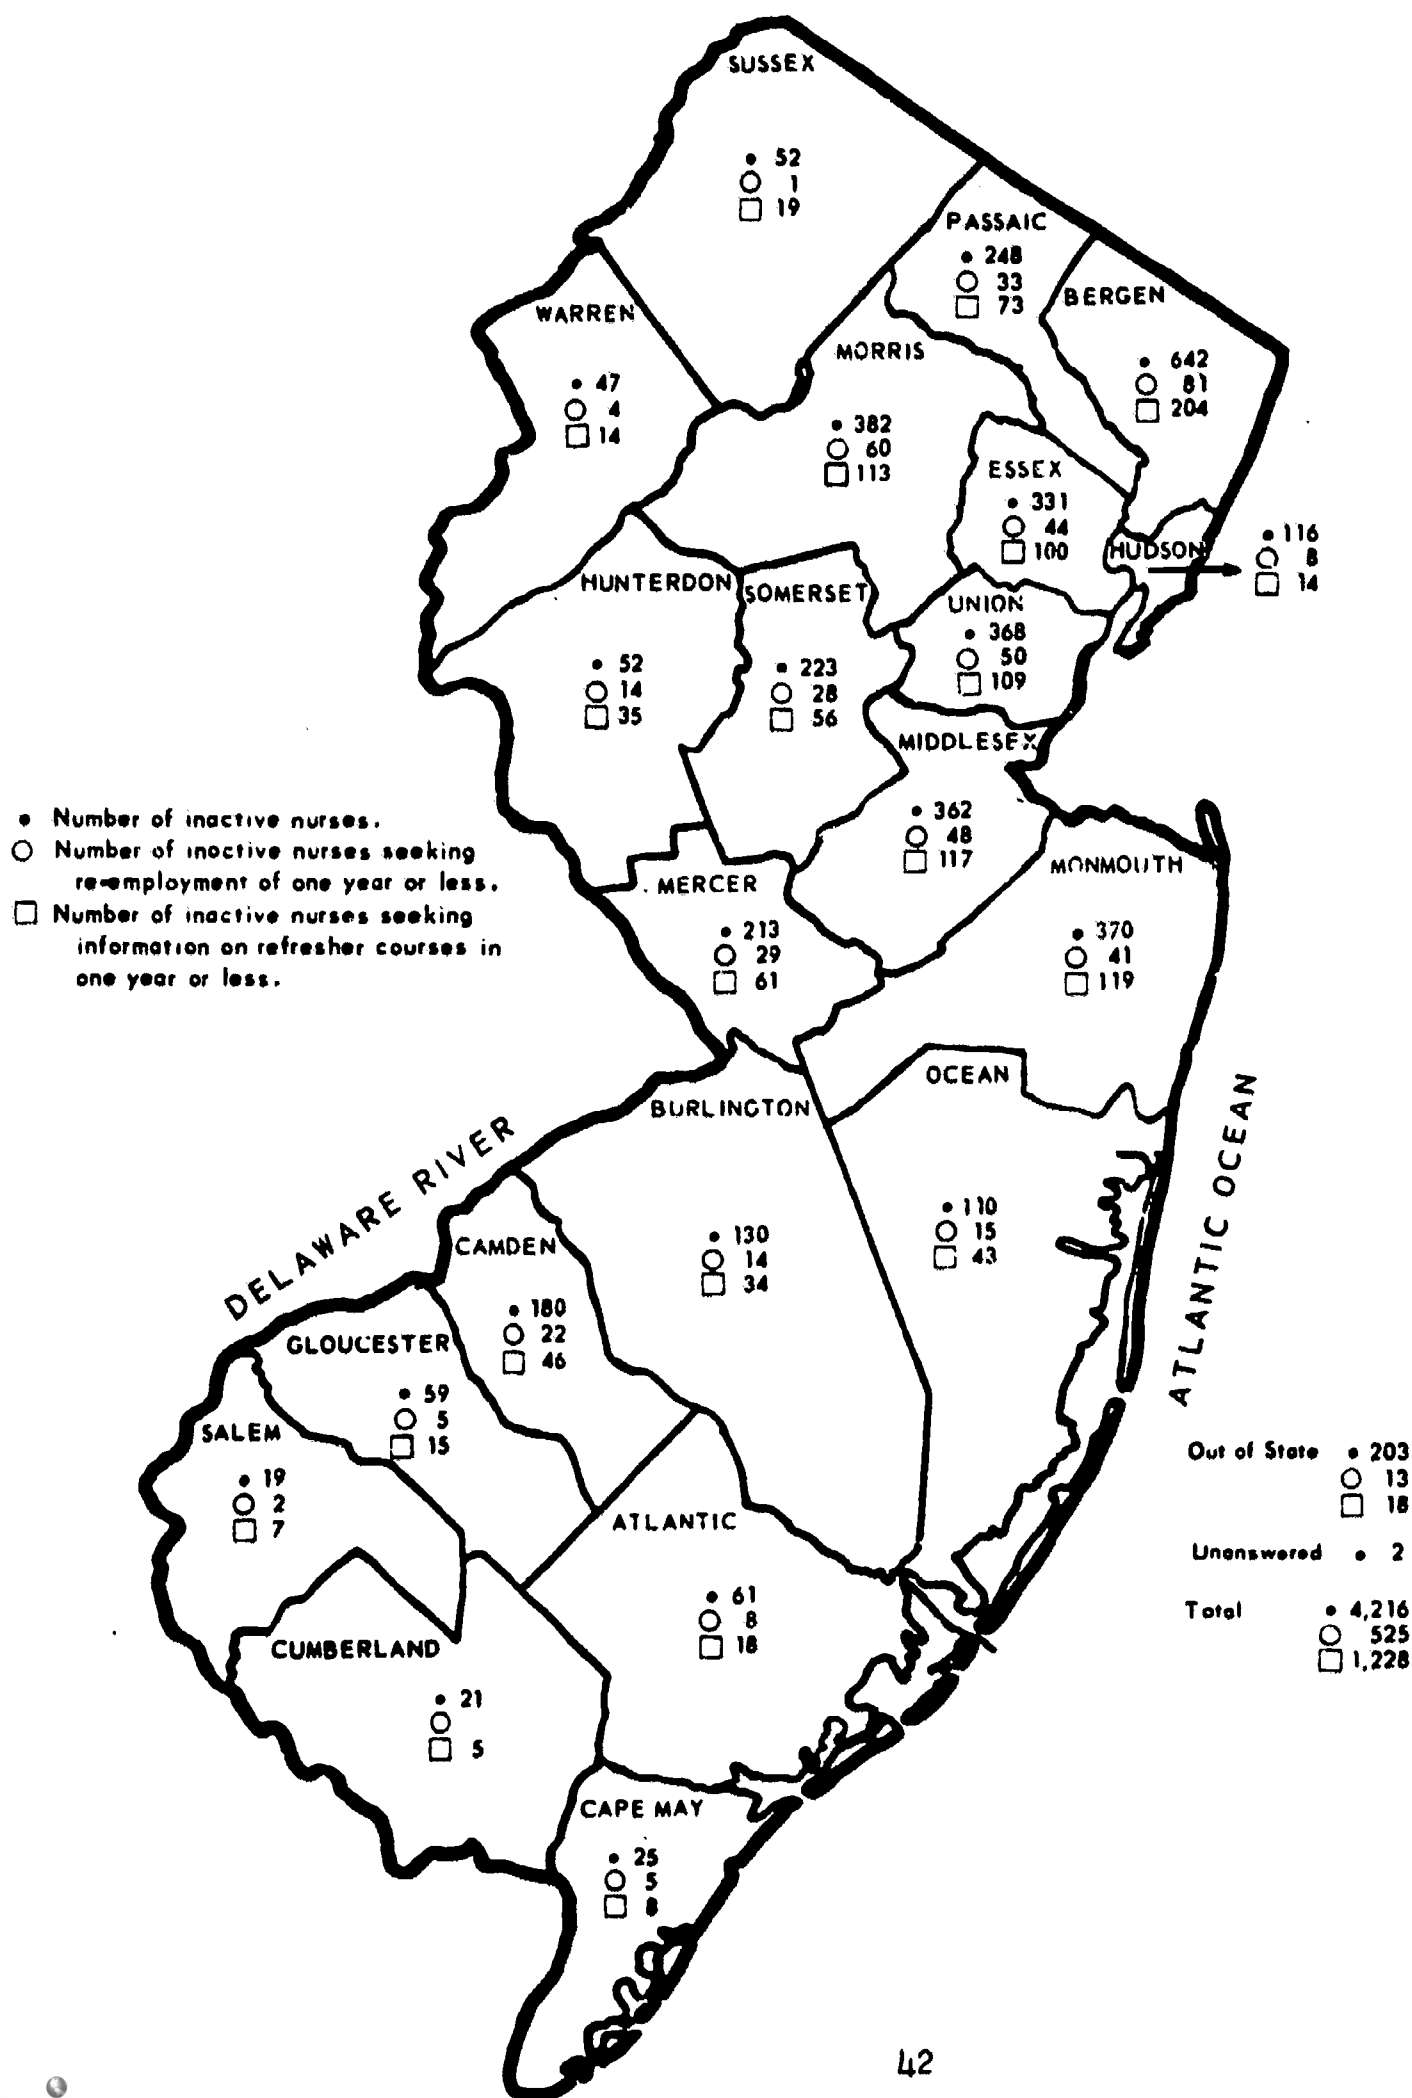 SUSSEX
• 52
○ 1
□ 19
PASSAIC
• 248
○ 33
□ 73
BERGEN
• 642
○ 81
□ 204
WARREN
• 47
○ 4
□ 14
MORRIS
• 382
○ 60
□ 113
ESSEX
• 331
○ 44
□ 100
HUDSON
• 116
○ 8
□ 14
HUNTERDON
• 52
○ 14
□ 35
SOMERSET
• 223
○ 28
□ 56
UNION
• 368
○ 50
□ 109
MIDDLESEX
• 362
○ 48
□ 117
• Number of inactive nurses.
○ Number of inactive nurses seeking
re-employment of one year or less.
□ Number of inactive nurses seeking
information on refresher courses in
one year or less.
MERCER
• 213
○ 29
□ 61
MONMOUTH
• 370
○ 41
□ 119
OCEAN
• 110
○ 15
□ 43
BURLINGTON
• 130
○ 14
□ 34
DELAWARE RIVER
ATLANTIC OCEAN
CAMDEN
• 180
○ 22
□ 46
GLOUCESTER
• 59
○ 5
□ 15
SALEM
• 19
○ 2
□ 7
ATLANTIC
• 61
○ 8
□ 18
CUMBERLAND
• 21
○
□ 5
CAPE MAY
• 25
○ 5
□ 8
Out of State • 203
○ 13
□ 18
Unanswered • 2
Total • 4,216
○ 525
□ 1,228
42